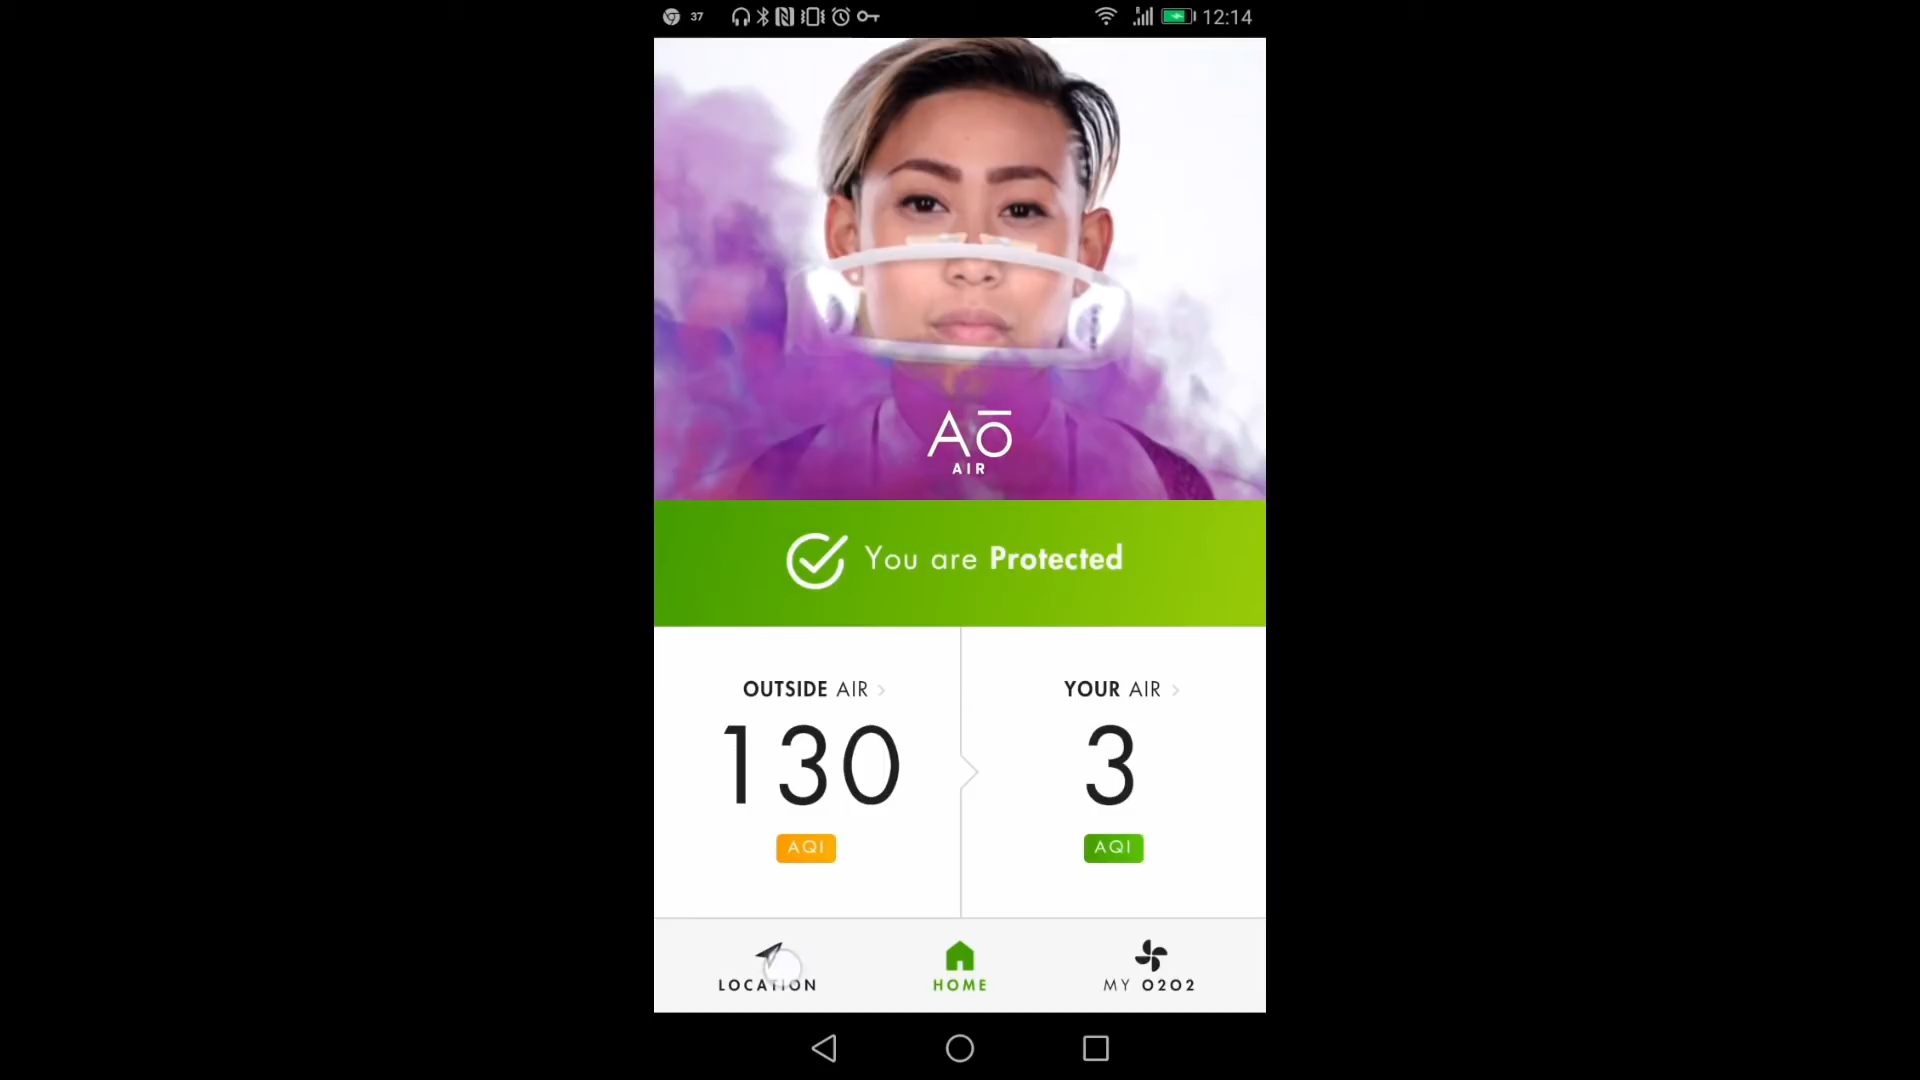 37 12:14
Aō
AIR
You are Protected
OUTSIDE AIR
YOUR AIR
130
3
AQI
AQI
LOCATION
HOME
MY O2O2